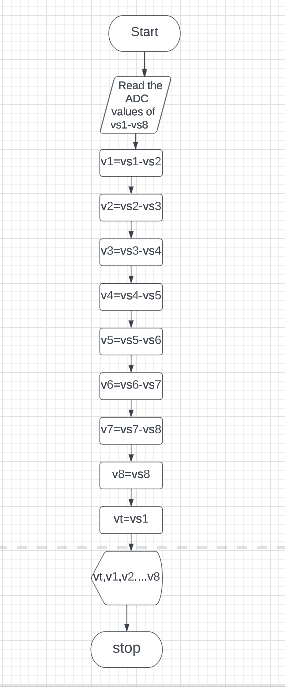 Start
Read the
ADC
values of
vs1-vs8
v1=vs1-vs2
v2=vs2-vs3
v3=vs3-vs4
v4=vs4-vs5
v5=vs5-vs6
v6=vs6-vs7
v7=vs7-vs8
v8=vs8
vt=vs1
vt,v1,v2....v8
stop